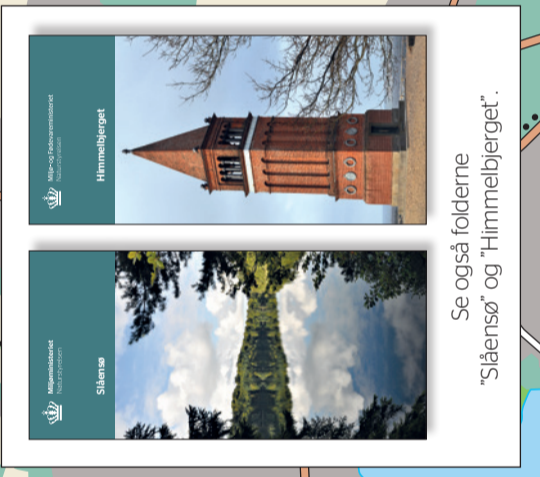 Miljøministeriet
Naturstyrelsen
Slåensø
Miljø- og Fødevareministeriet
Naturstyrelsen
Himmelbjerget
Se også folderne
"Slåensø" og "Himmelbjerget".